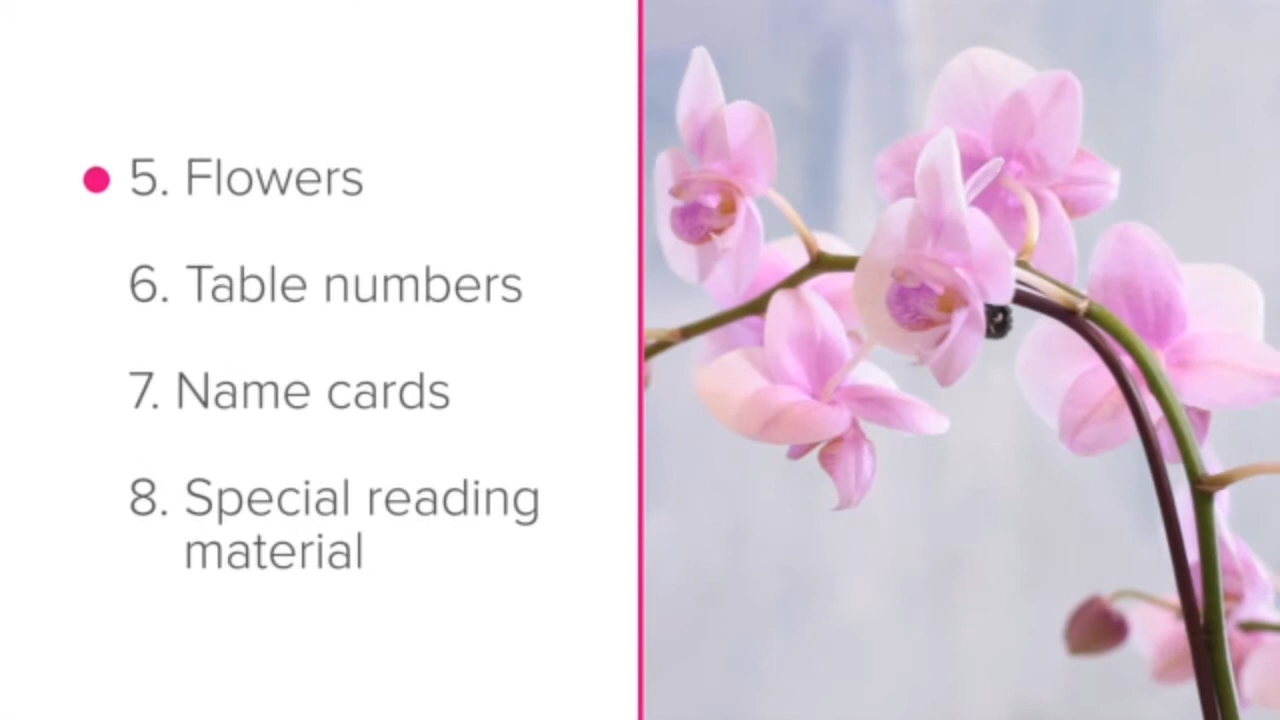 5. Flowers
6. Table numbers
7. Name cards
8. Special reading
material